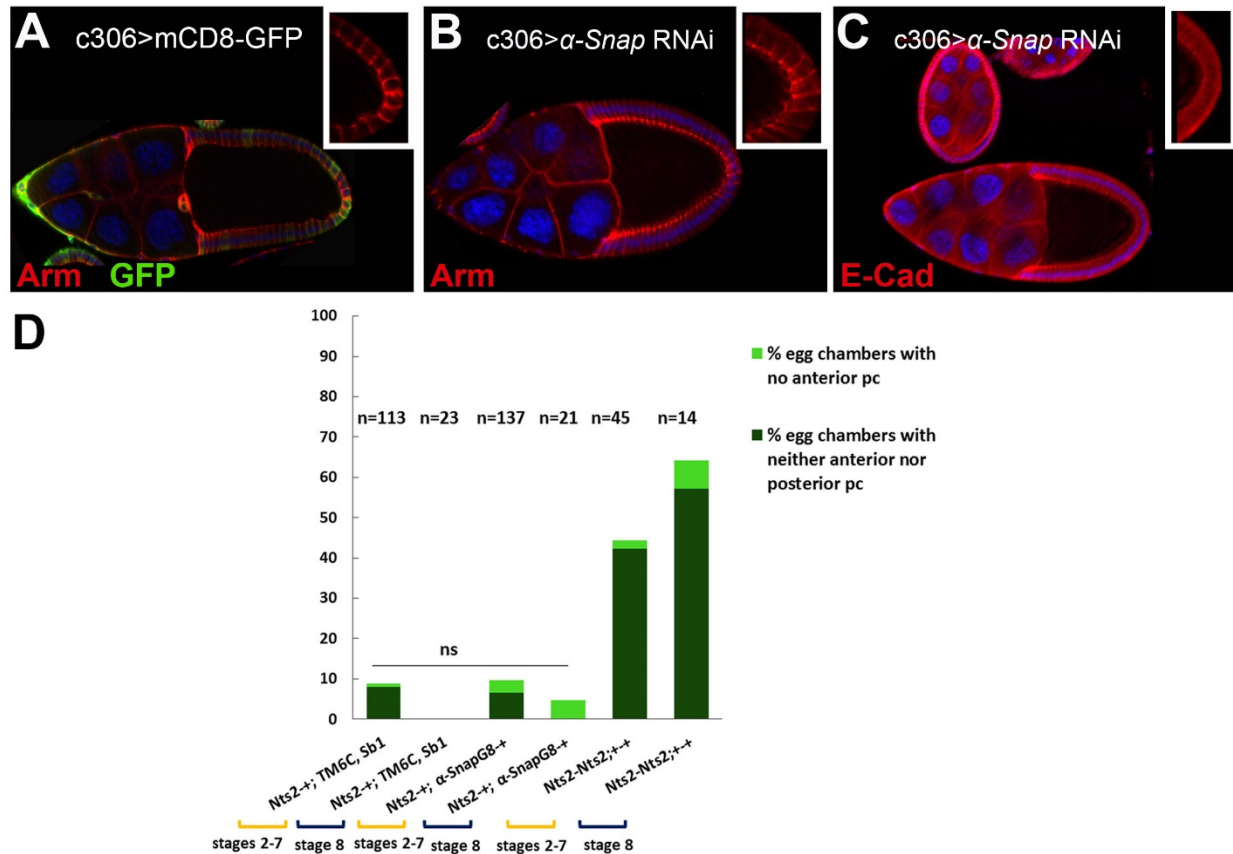 A
c306>mCD8-GFP
Arm GFP
B
c306>α-Snap RNAi
Arm
C
c306>α-Snap RNAi
E-Cad
D
100
90
80
70
60
50
40
30
20
10
0
n=113 n=23 n=137 n=21 n=45 n=14
ns
% egg chambers with
no anterior pc
% egg chambers with
neither anterior nor
posterior pc
Nts2-+; TM6C, Sb1
Nts2-+; TM6C, Sb1
Nts2-+; α-SnapG8-+
Nts2-+; α-SnapG8-+
Nts2-Nts2;+-+
Nts2-Nts2;+-+
stages 2-7 stage 8 stages 2-7 stage 8 stages 2-7 stage 8